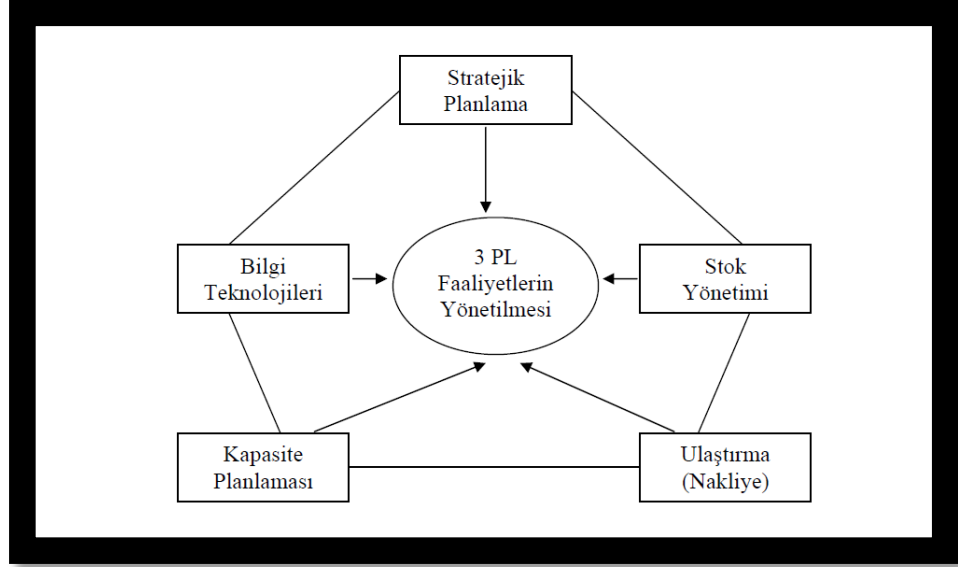 Stratejik
Planlama
Bilgi
Teknolojileri
3 PL
Faaliyetlerin
Yönetilmesi
Stok
Yönetimi
Kapasite
Planlaması
Ulaştırma
(Nakliye)